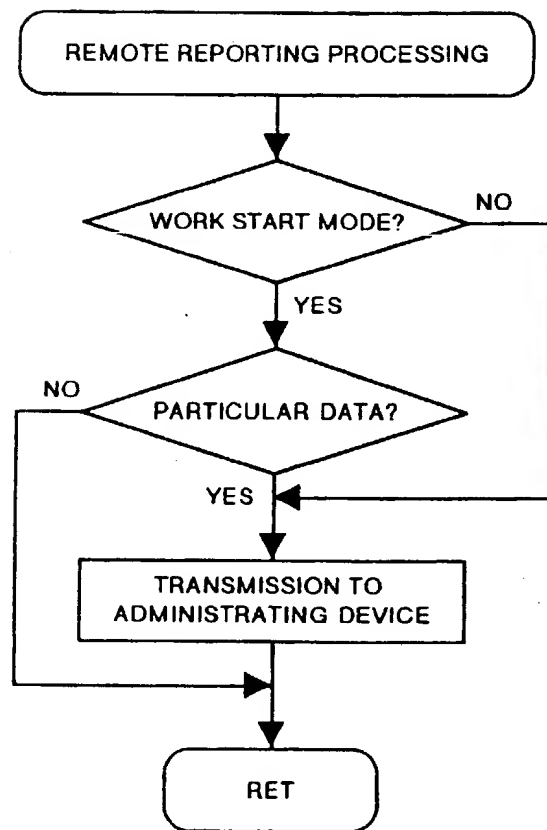 REMOTE REPORTING PROCESSING
WORK START MODE?
NO
YES
NO
PARTICULAR DATA?
YES
TRANSMISSION TO
ADMINISTRATING DEVICE
RET